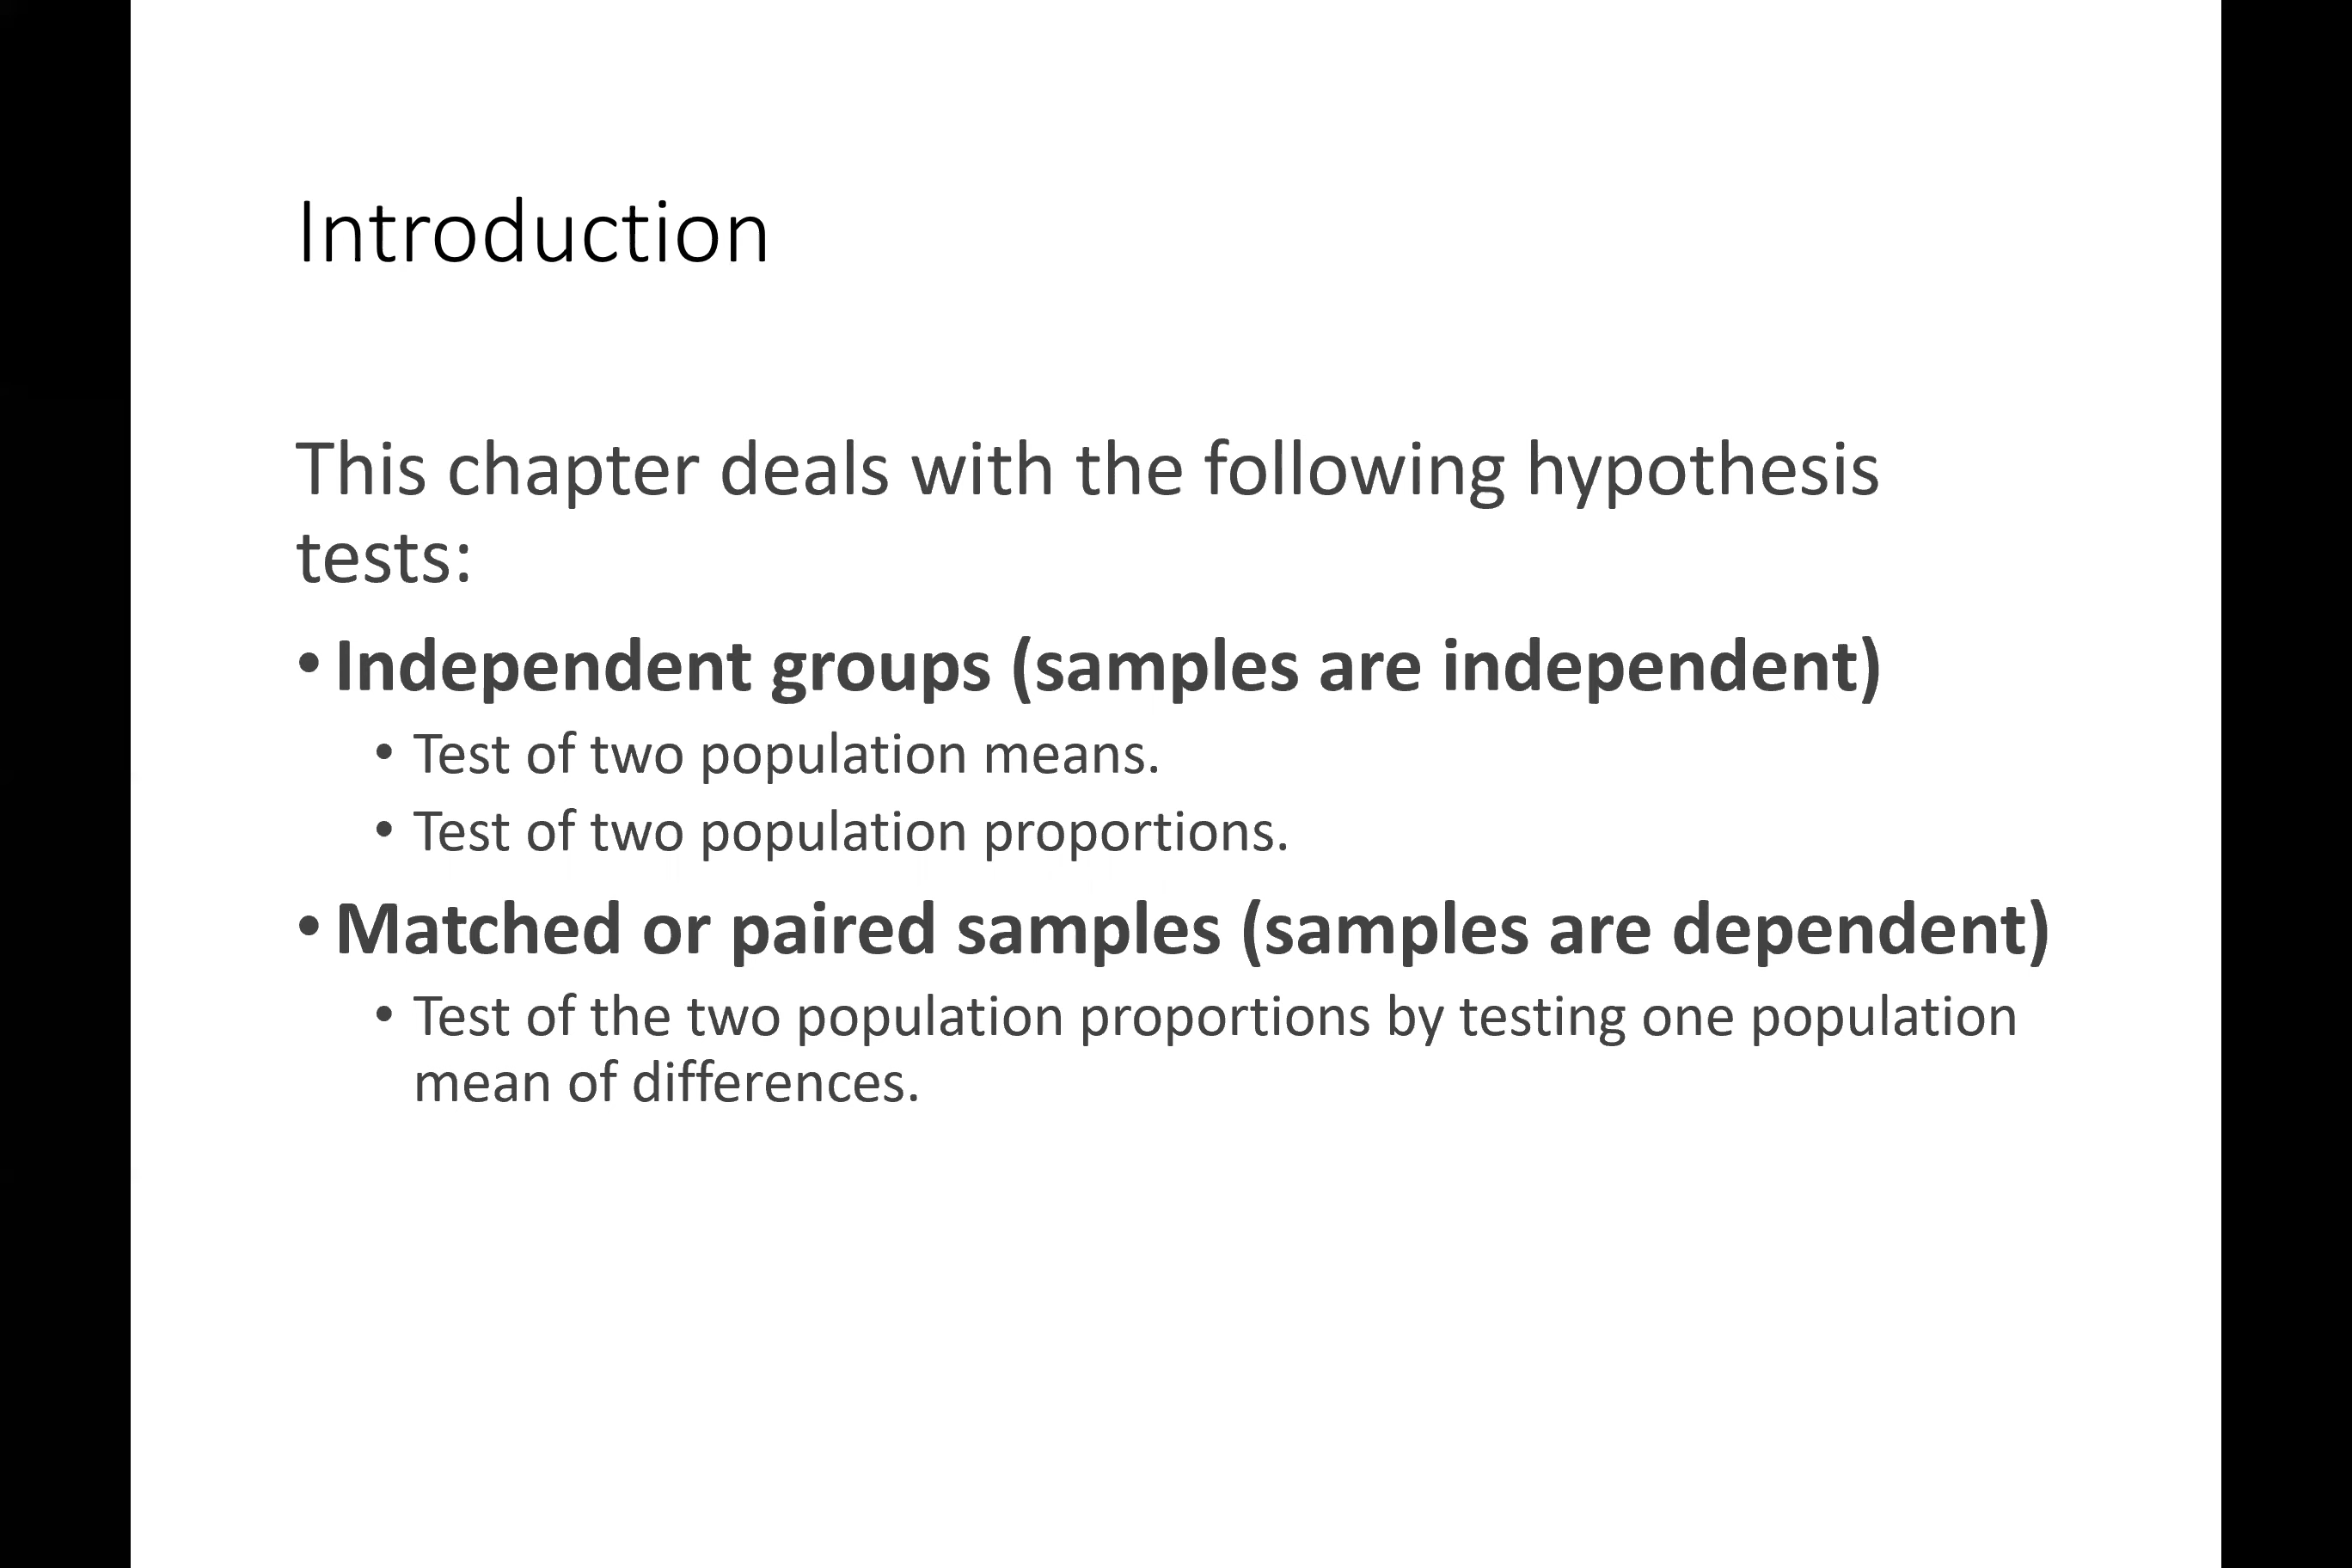 Introduction
This chapter deals with the following hypothesis
tests:
• Independent groups (samples are independent)
• Test of two population means.
• Test of two population proportions.
• Matched or paired samples (samples are dependent)
• Test of the two population proportions by testing one population
mean of differences.